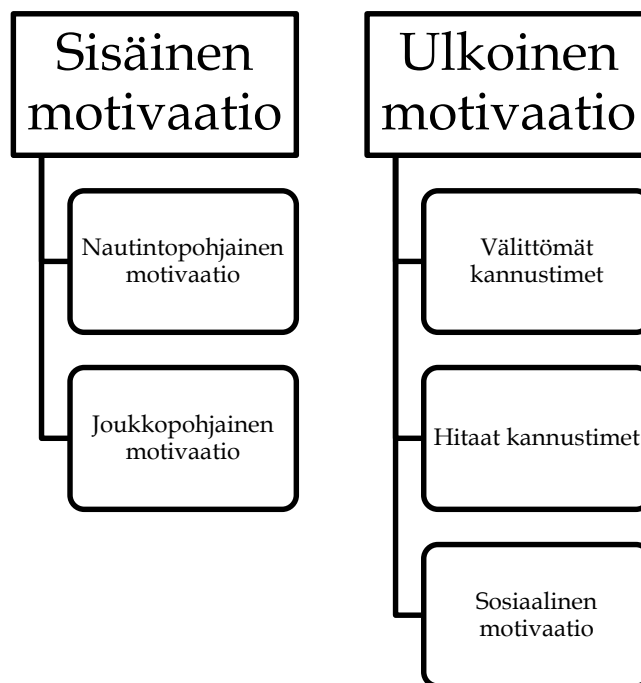 Sisäinen
motivaatio
Nautintopohjainen
motivaatio
Joukkopohjainen
motivaatio
Ulkoinen
motivaatio
Välittömät
kannustimet
Hitaat kannustimet
Sosiaalinen
motivaatio